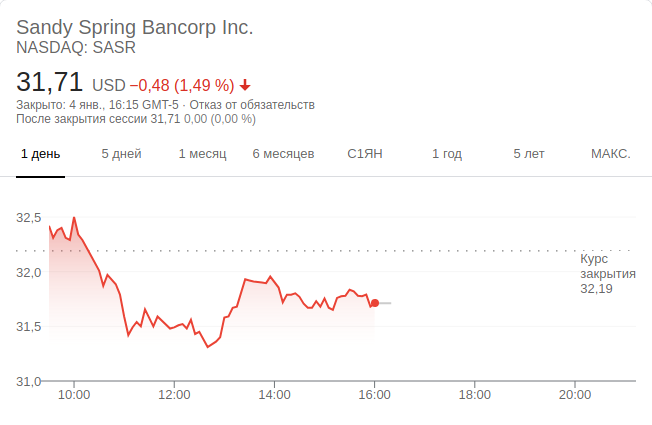 Sandy Spring Bancorp Inc.
NASDAQ: SASR
31,71 USD −0,48 (1,49 %)
Закрыто: 4 янв., 16:15 GMT-5 · Отказ от обязательств
После закрытия сессии 31,71 0,00 (0,00 %)
1 день 5 дней 1 месяц 6 месяцев С1ЯН 1 год 5 лет МАКС.
32,5
Курс
закрытия
32,19
32,0
31,5
31,0
10:00 12:00 14:00 16:00 18:00 20:00